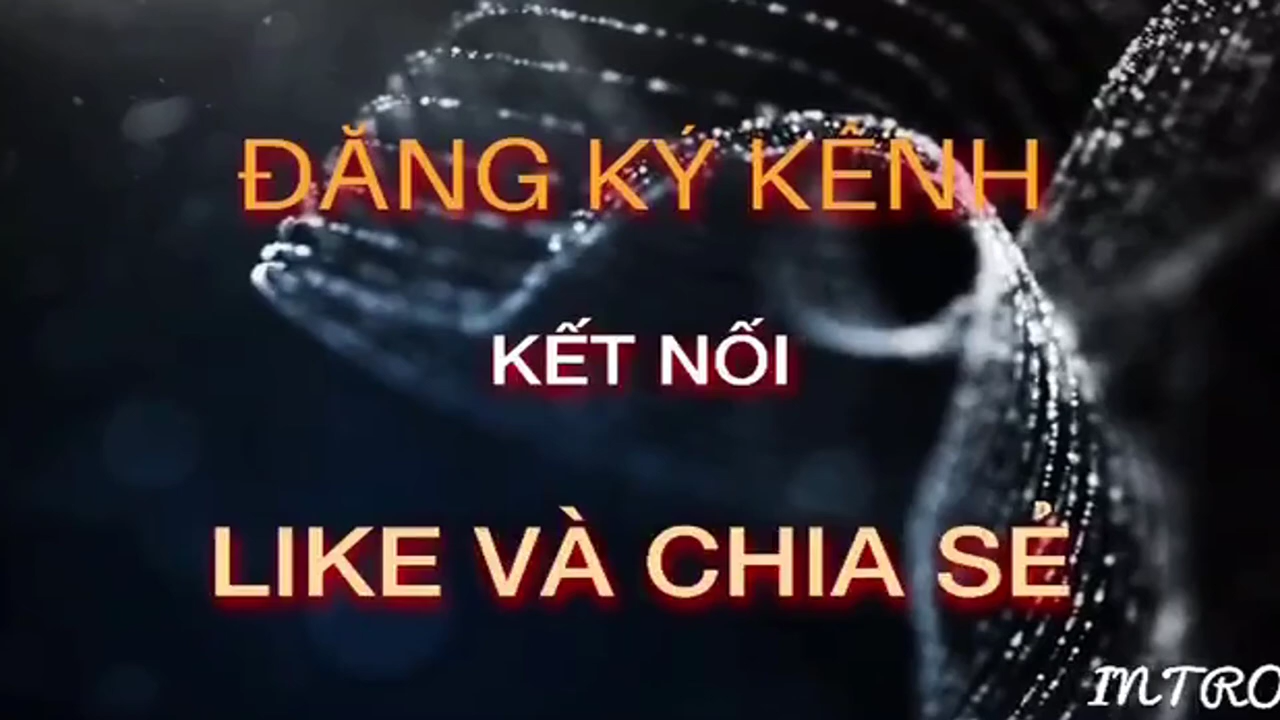 ĐĂNG KÝ KÊNH
KẾT NỐI
LIKE VÀ CHIA SẺ
INTRO